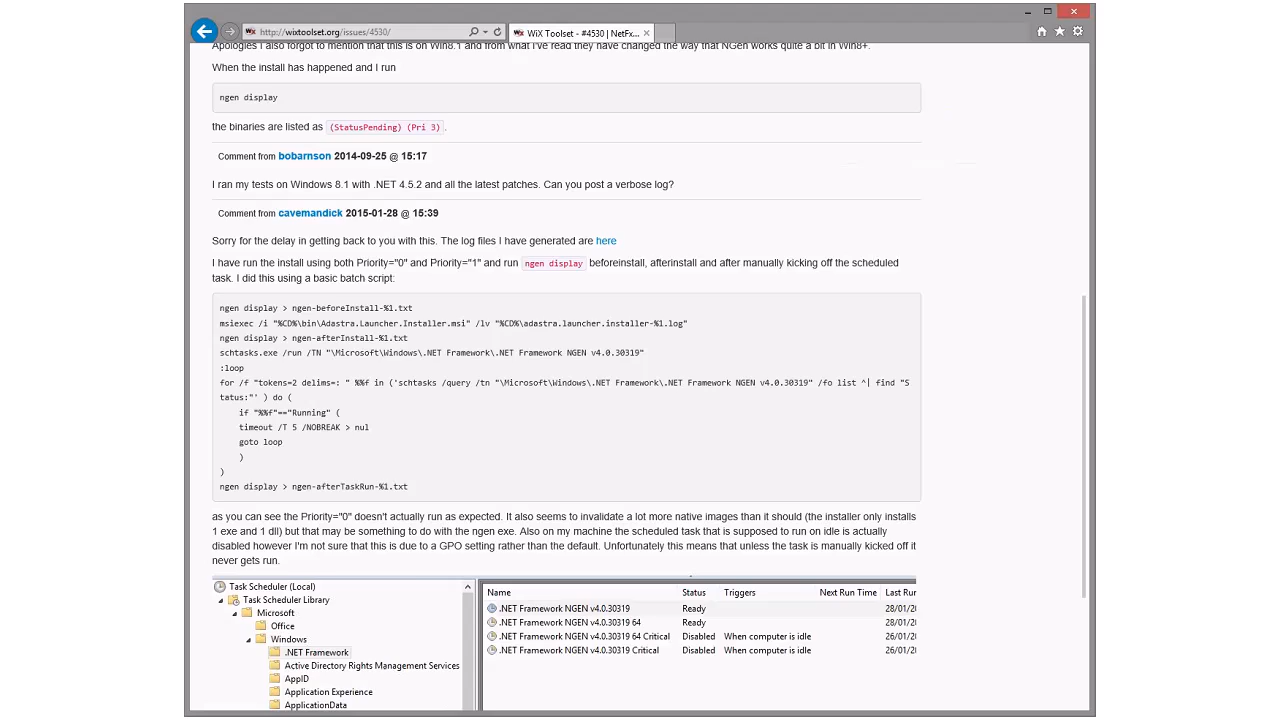 http://wixtoolset.org/issues/4530/
WiX Toolset - #4530 | NetFx...
Apologies I also forgot to mention that this is on Win8.1 and from what I've read they have changed the way that NGen works quite a bit in Win8+.
When the install has happened and I run
ngen display
the binaries are listed as (StatusPending) (Pri 3).
Comment from bobarnson 2014-09-25 @ 15:17
I ran my tests on Windows 8.1 with .NET 4.5.2 and all the latest patches. Can you post a verbose log?
Comment from cavemandick 2015-01-28 @ 15:39
Sorry for the delay in getting back to you with this. The log files I have generated are here
I have run the install using both Priority="0" and Priority="1" and run ngen display beforeinstall, afterinstall and after manually kicking off the scheduled
task. I did this using a basic batch script:
ngen display > ngen-beforeInstall-%1.txt
msiexec /i "%CD%\bin\Adastra.Launcher.Installer.msi" /lv "%CD%\adastra.launcher.installer-%1.log"
ngen display > ngen-afterInstall-%1.txt
schtasks.exe /run /TN "\Microsoft\Windows\.NET Framework\.NET Framework NGEN v4.0.30319"
:loop
for /f "tokens=2 delims=: " %%f in ('schtasks /query /tn "\Microsoft\Windows\.NET Framework\.NET Framework NGEN v4.0.30319" /fo list ^| find "S
tatus:"' ) do (
if "%%f"=="Running" (
timeout /T 5 /NOBREAK > nul
goto loop
)
)
ngen display > ngen-afterTaskRun-%1.txt
as you can see the Priority="0" doesn't actually run as expected. It also seems to invalidate a lot more native images than it should (the installer only installs
1 exe and 1 dll) but that may be something to do with the ngen exe. Also on my machine the scheduled task that is supposed to run on idle is actually
disabled however I'm not sure that this is due to a GPO setting rather than the default. Unfortunately this means that unless the task is manually kicked off it
never gets run.
Task Scheduler (Local)
Task Scheduler Library
Microsoft
Office
Windows
.NET Framework
Active Directory Rights Management Services
AppID
Application Experience
ApplicationData
Name Status Triggers Next Run Time Last Run
.NET Framework NGEN v4.0.30319 Ready 28/01/20
.NET Framework NGEN v4.0.30319 64 Ready 28/01/20
.NET Framework NGEN v4.0.30319 64 Critical Disabled When computer is idle 26/01/20
.NET Framework NGEN v4.0.30319 Critical Disabled When computer is idle 26/01/20